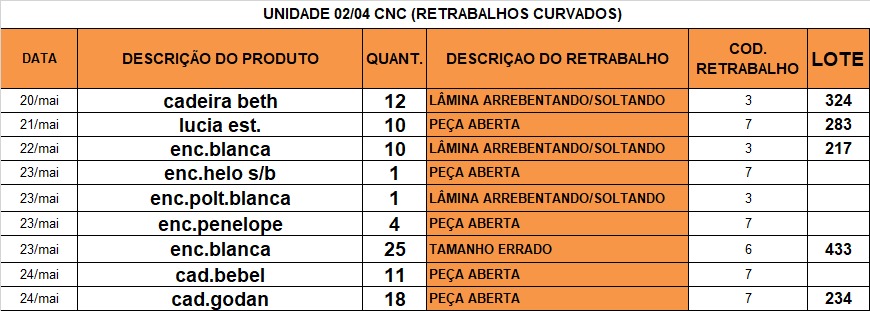 UNIDADE 02/04 CNC (RETRABALHOS CURVADOS)
DATA DESCRIÇÃO DO PRODUTO QUANT. DESCRIÇAO DO RETRABALHO COD. RETRABALHO LOTE
20/mai cadeira beth 12 LÂMINA ARREBENTANDO/SOLTANDO 3 324
21/mai lucia est. 10 PEÇA ABERTA 7 283
22/mai enc.blanca 10 LÂMINA ARREBENTANDO/SOLTANDO 3 217
23/mai enc.helo s/b 1 PEÇA ABERTA 7
23/mai enc.polt.blanca 1 LÂMINA ARREBENTANDO/SOLTANDO 3
23/mai enc.penelope 4 PEÇA ABERTA 7
23/mai enc.blanca 25 TAMANHO ERRADO 6 433
24/mai cad.bebel 11 PEÇA ABERTA 7
24/mai cad.godan 18 PEÇA ABERTA 7 234